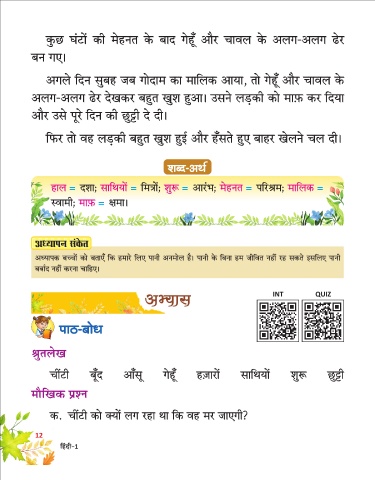 कुछ घंटों की मेहनत के बाद गेहूँ और चावल के अलग-अलग ढेर
बन गए।
अगले दिन सुबह जब गोदाम का मालिक आया, तो गेहूँ और चावल के
अलग-अलग ढेर देखकर बहुत खुश हुआ। उसने लड़की को माफ़ कर दिया
और उसे पूरे दिन की छुट्टी दे दी।
फिर तो वह लड़की बहुत खुश हुई और हँसते हुए बाहर खेलने चल दी।
शब्द-अर्थ
हाल = दशा; साथियों = मित्रों; शुरू = आरंभ; मेहनत = परिश्रम; मालिक =
स्वामी; माफ़ = क्षमा।
अध्यापन संकेत
अध्यापक बच्चों को बताएँ कि हमारे लिए पानी अनमोल है। पानी के बिना हम जीवित नहीं रह सकते इसलिए पानी
बर्बाद नहीं करना चाहिए।
अभ्यास
INT QUIZ
पाठ-बोध
श्रुतलेख
चींटी बूँद आँसू गेहूँ हज़ारों साथियों शुरू छुट्टी
मौखिक प्रश्न
क. चींटी को क्यों लग रहा था कि वह मर जाएगी?
12
हिंदी-1